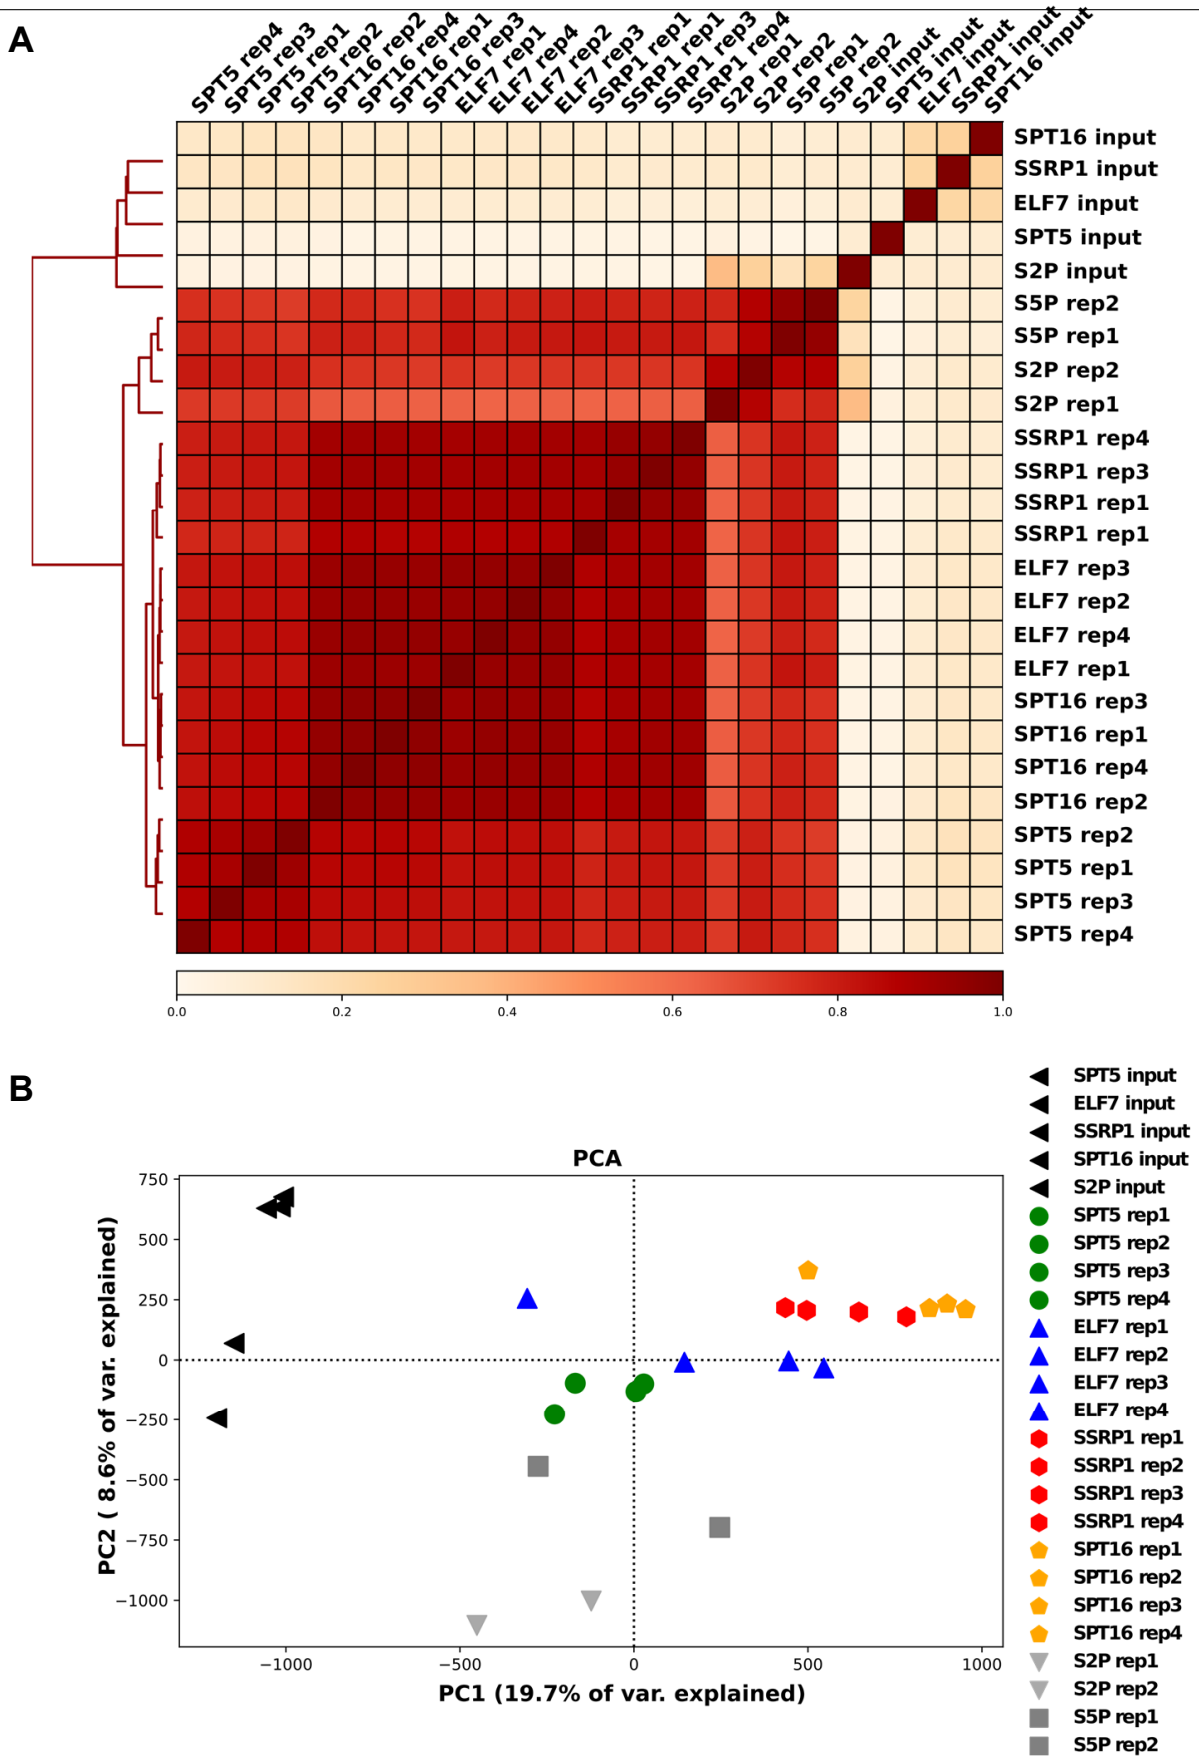 A
SPT5 rep4
SPT5 rep3
SPT5 rep1
SPT5 rep2
SPT16 rep2
SPT16 rep4
SPT16 rep1
SPT16 rep3
ELF7 rep1
ELF7 rep4
ELF7 rep2
ELF7 rep3
SSRP1 rep1
SSRP1 rep1
SSRP1 rep3
SSRP1 rep4
S2P rep1
S2P rep2
S5P rep1
S5P rep2
S2P input
SPT5 input
ELF7 input
SSRP1 input
SPT16 input
SPT16 input
SSRP1 input
ELF7 input
SPT5 input
S2P input
S5P rep2
S5P rep1
S2P rep2
S2P rep1
SSRP1 rep4
SSRP1 rep3
SSRP1 rep1
SSRP1 rep1
ELF7 rep3
ELF7 rep2
ELF7 rep4
ELF7 rep1
SPT16 rep3
SPT16 rep1
SPT16 rep4
SPT16 rep2
SPT5 rep2
SPT5 rep1
SPT5 rep3
SPT5 rep4
0.0 0.2 0.4 0.6 0.8 1.0
B
PCA
PC2 ( 8.6% of var. explained)
750
500
250
0
−250
−500
−750
−1000
−1000 −500 0 500 1000
PC1 (19.7% of var. explained)
SPT5 input
ELF7 input
SSRP1 input
SPT16 input
S2P input
SPT5 rep1
SPT5 rep2
SPT5 rep3
SPT5 rep4
ELF7 rep1
ELF7 rep2
ELF7 rep3
ELF7 rep4
SSRP1 rep1
SSRP1 rep2
SSRP1 rep3
SSRP1 rep4
SPT16 rep1
SPT16 rep2
SPT16 rep3
SPT16 rep4
S2P rep1
S2P rep2
S5P rep1
S5P rep2